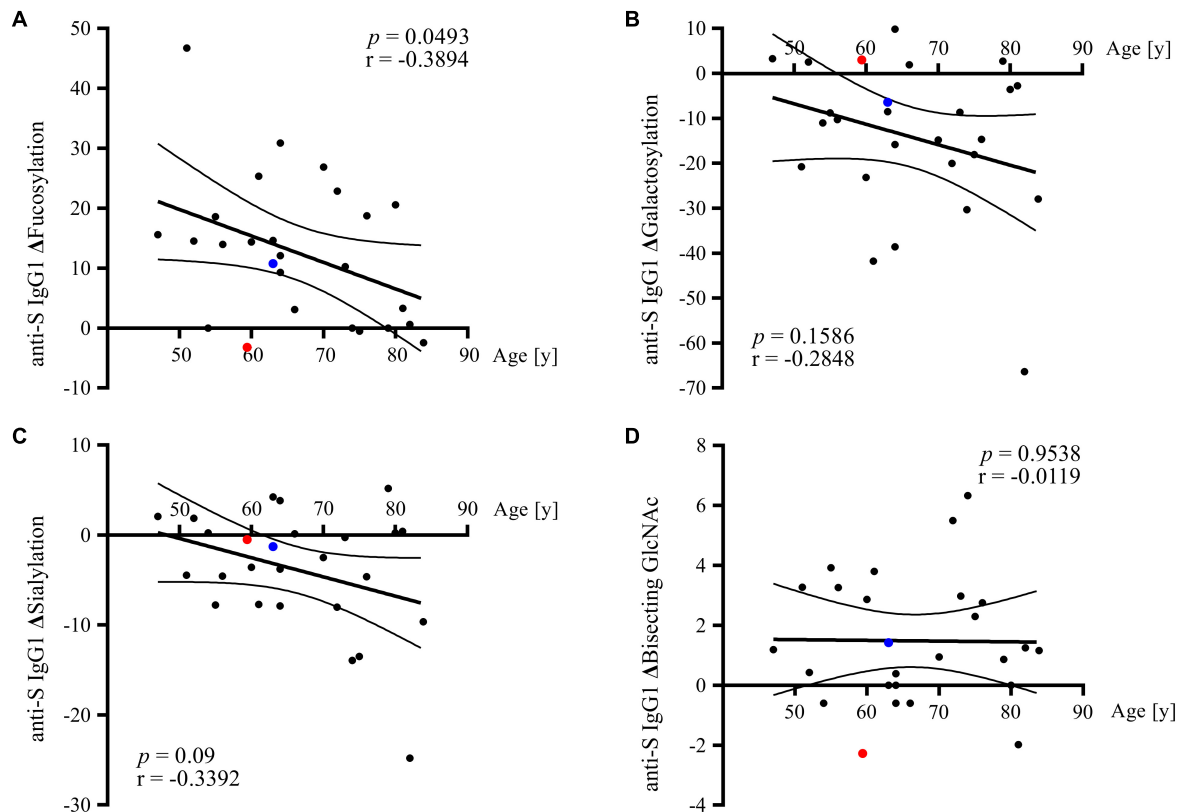 A
anti-S IgG1 ΔFucosylation
50
40
30
20
10
0
-10
50 60 70 80 90 Age [y]
p = 0.0493
r = -0.3894
B
anti-S IgG1 ΔGalactosylation
10
0
-10
-20
-30
-40
-50
-60
-70
50 60 70 80 90 Age [y]
p = 0.1586
r = -0.2848
C
anti-S IgG1 ΔSialylation
10
0
-10
-20
-30
50 60 70 80 90 Age [y]
p = 0.09
r = -0.3392
D
anti-S IgG1 ΔBisecting GlcNAc
8
6
4
2
0
-2
-4
50 60 70 80 90 Age [y]
p = 0.9538
r = -0.0119